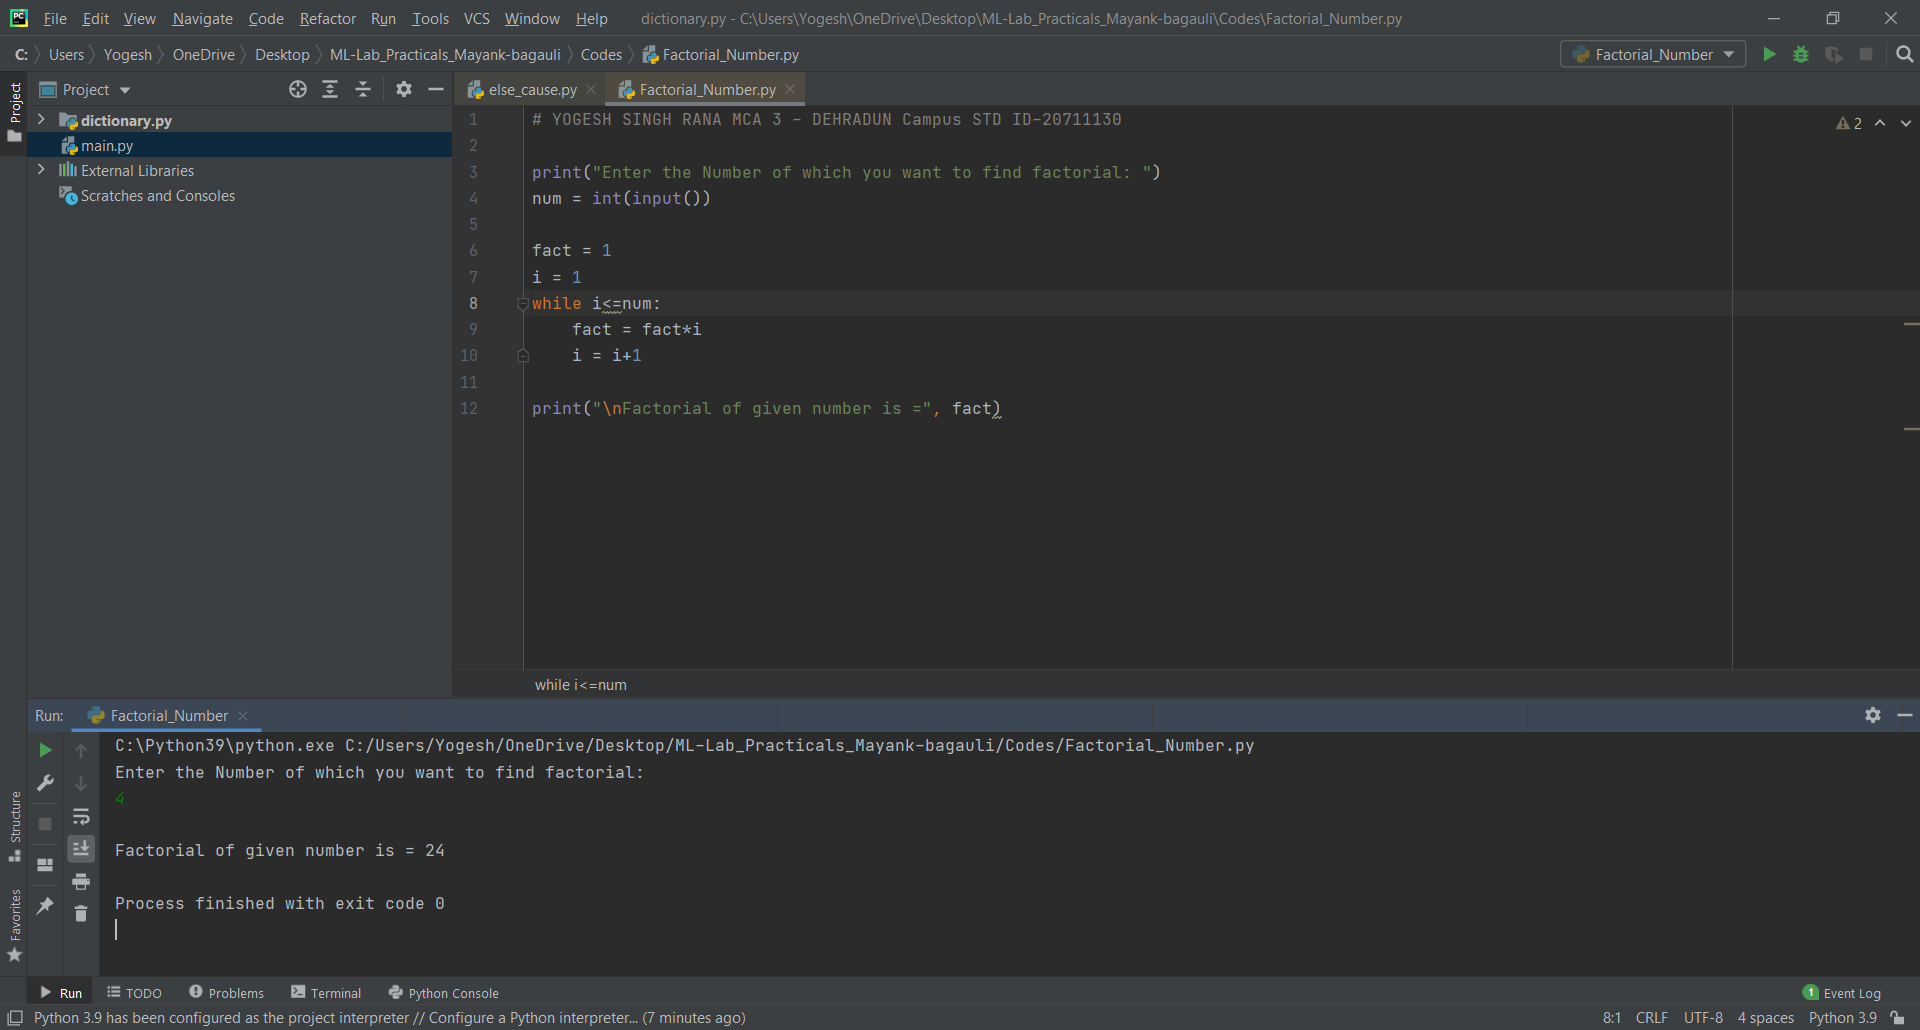 File Edit View Navigate Code Refactor Run Tools VCS Window Help dictionary.py - C:\Users\Yogesh\OneDrive\Desktop\ML-Lab_Practicals_Mayank-bagauli\Codes\Factorial_Number.py
C: Users Yogesh OneDrive Desktop ML-Lab_Practicals_Mayank-bagauli Codes Factorial_Number.py Factorial_Number
Project
Project
else_cause.py Factorial_Number.py
dictionary.py
main.py
External Libraries
Scratches and Consoles
2
1 # YOGESH SINGH RANA MCA 3 - DEHRADUN Campus STD ID-20711130
2
3 print("Enter the Number of which you want to find factorial: ")
4 num = int(input())
5
6 fact = 1
7 i = 1
8 while i<=num:
9 fact = fact*i
10 i = i+1
11
12 print("\nFactorial of given number is =", fact)
while i<=num
Run: Factorial_Number
C:\Python39\python.exe C:/Users/Yogesh/OneDrive/Desktop/ML-Lab_Practicals_Mayank-bagauli/Codes/Factorial_Number.py
Enter the Number of which you want to find factorial:
4
Factorial of given number is = 24
Process finished with exit code 0
Structure
Favorites
Run TODO Problems Terminal Python Console 1 Event Log
Python 3.9 has been configured as the project interpreter // Configure a Python interpreter... (7 minutes ago) 8:1 CRLF UTF-8 4 spaces Python 3.9